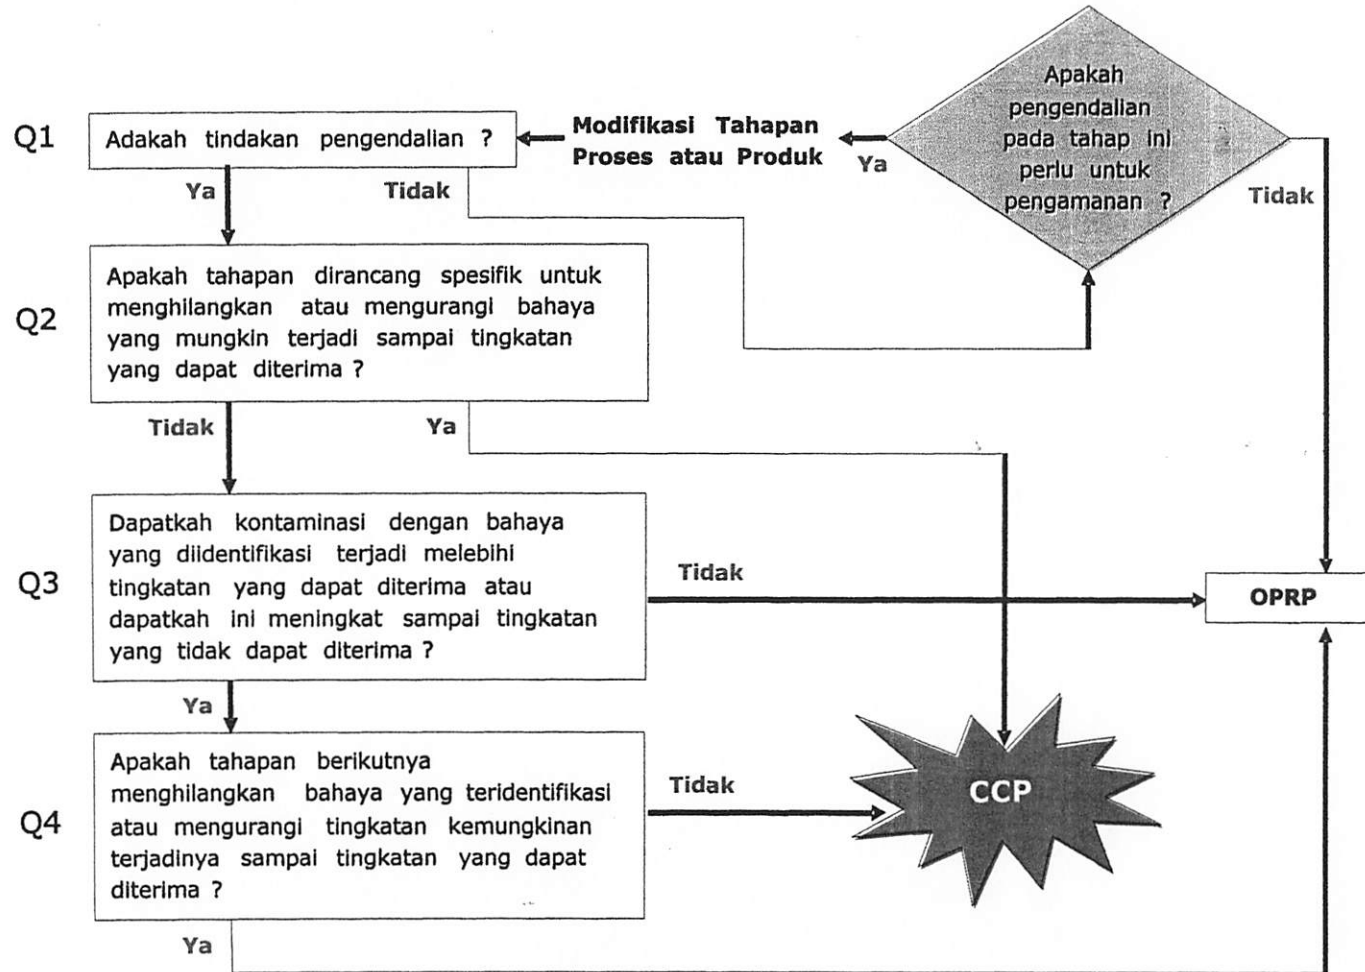 Q1
Adakah tindakan pengendalian ?
Modifikasi Tahapan
Proses atau Produk
Ya
Apakah
pengendalian
pada tahap ini
perlu untuk
pengamanan ?
Tidak
Ya
Tidak
Q2
Apakah tahapan dirancang spesifik untuk
menghilangkan atau mengurangi bahaya
yang mungkin terjadi sampai tingkatan
yang dapat diterima ?
Tidak
Ya
Q3
Dapatkah kontaminasi dengan bahaya
yang diidentifikasi terjadi melebihi
tingkatan yang dapat diterima atau
dapatkah ini meningkat sampai tingkatan
yang tidak dapat diterima ?
Tidak
OPRP
Ya
Q4
Apakah tahapan berikutnya
menghilangkan bahaya yang teridentifikasi
atau mengurangi tingkatan kemungkinan
terjadinya sampai tingkatan yang dapat
diterima ?
Tidak
CCP
Ya